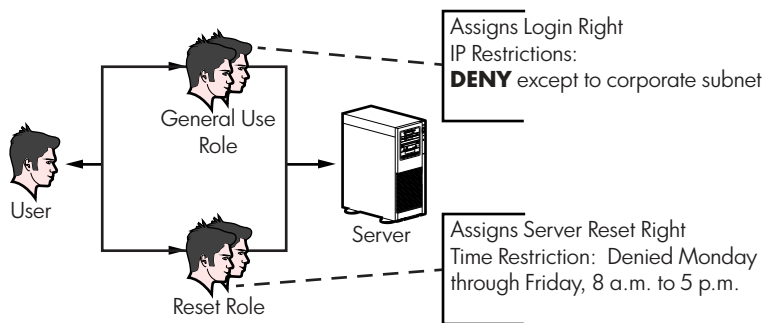 Assigns Login Right
IP Restrictions:
DENY except to corporate subnet
General Use
Role
User
Server
Assigns Server Reset Right
Time Restriction:  Denied Monday
through Friday, 8 a.m. to 5 p.m.
Reset Role